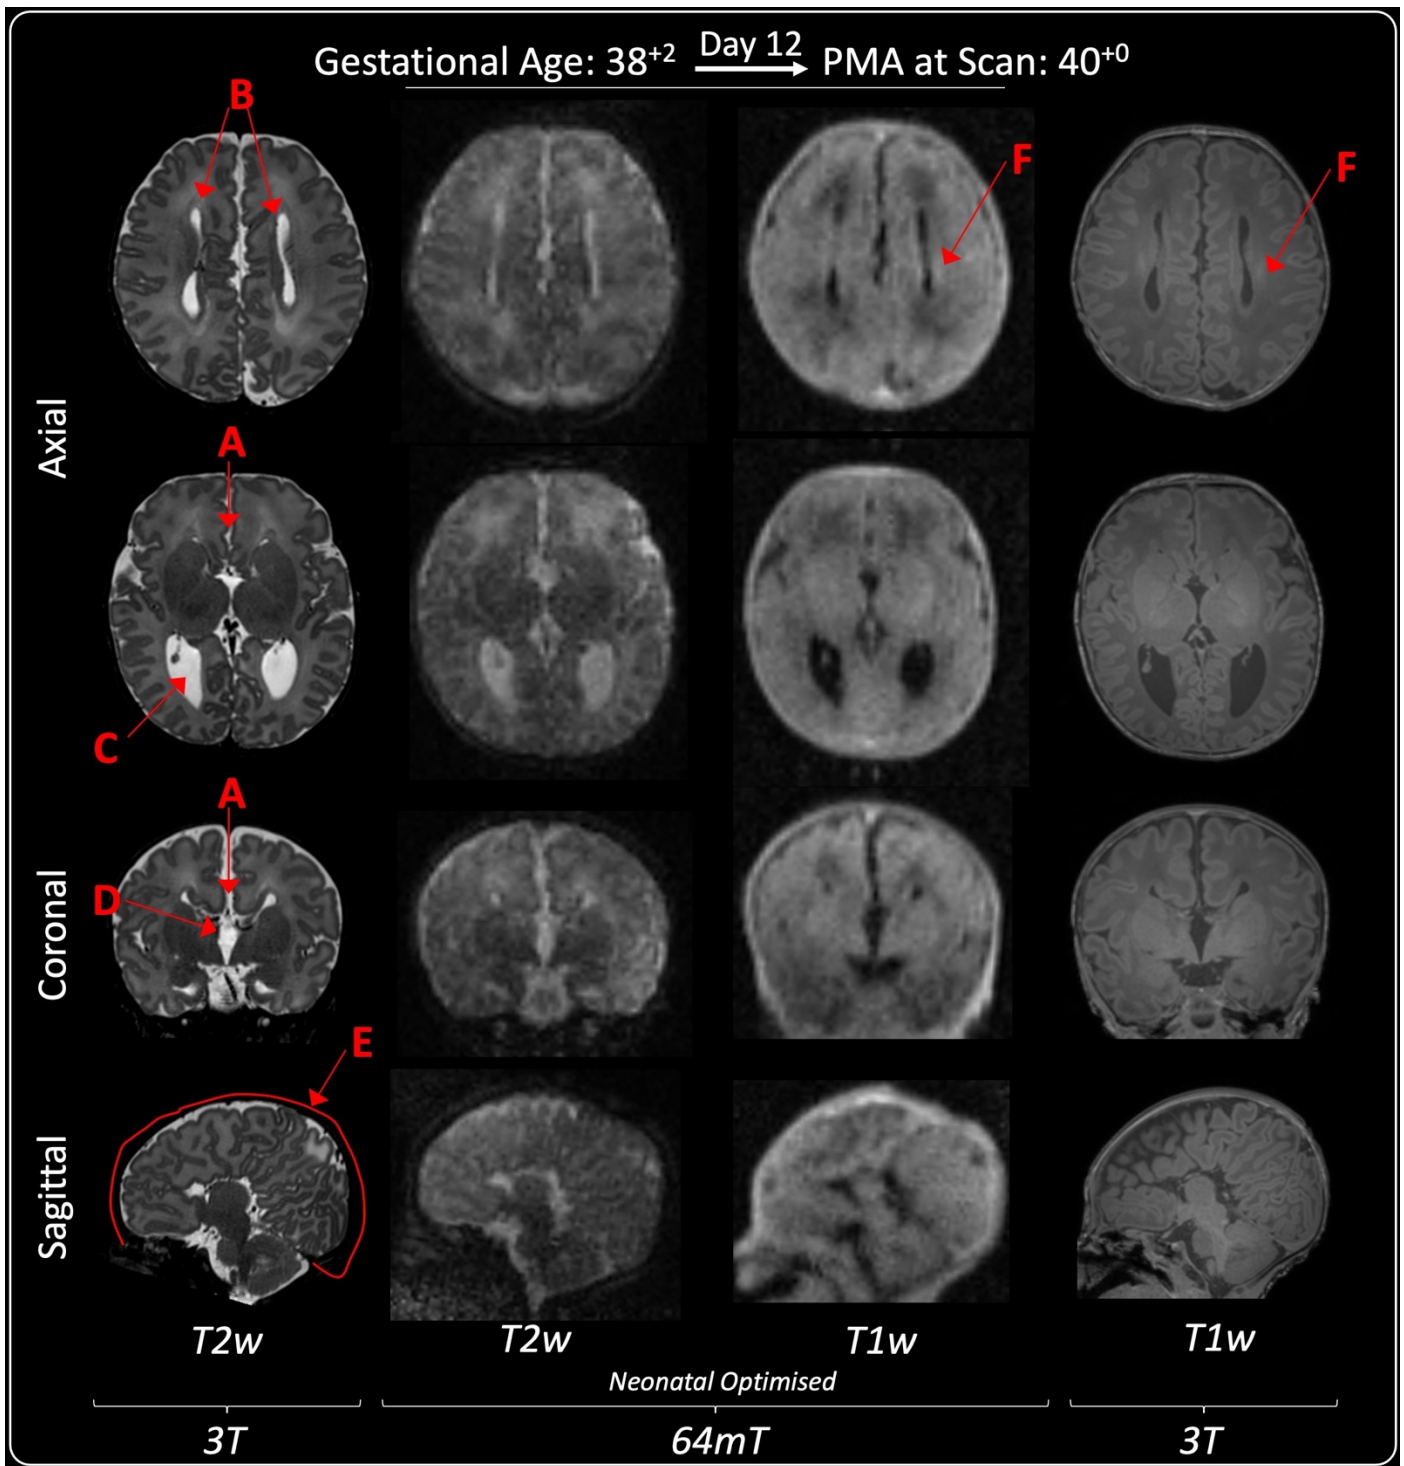 Gestational Age: 38+2 Day 12 PMA at Scan: 40+0
B
F
F
Axial
A
C
A
D
Coronal
E
Sagittal
T2w T2w T1w T1w
Neonatal Optimised
3T 64mT 3T